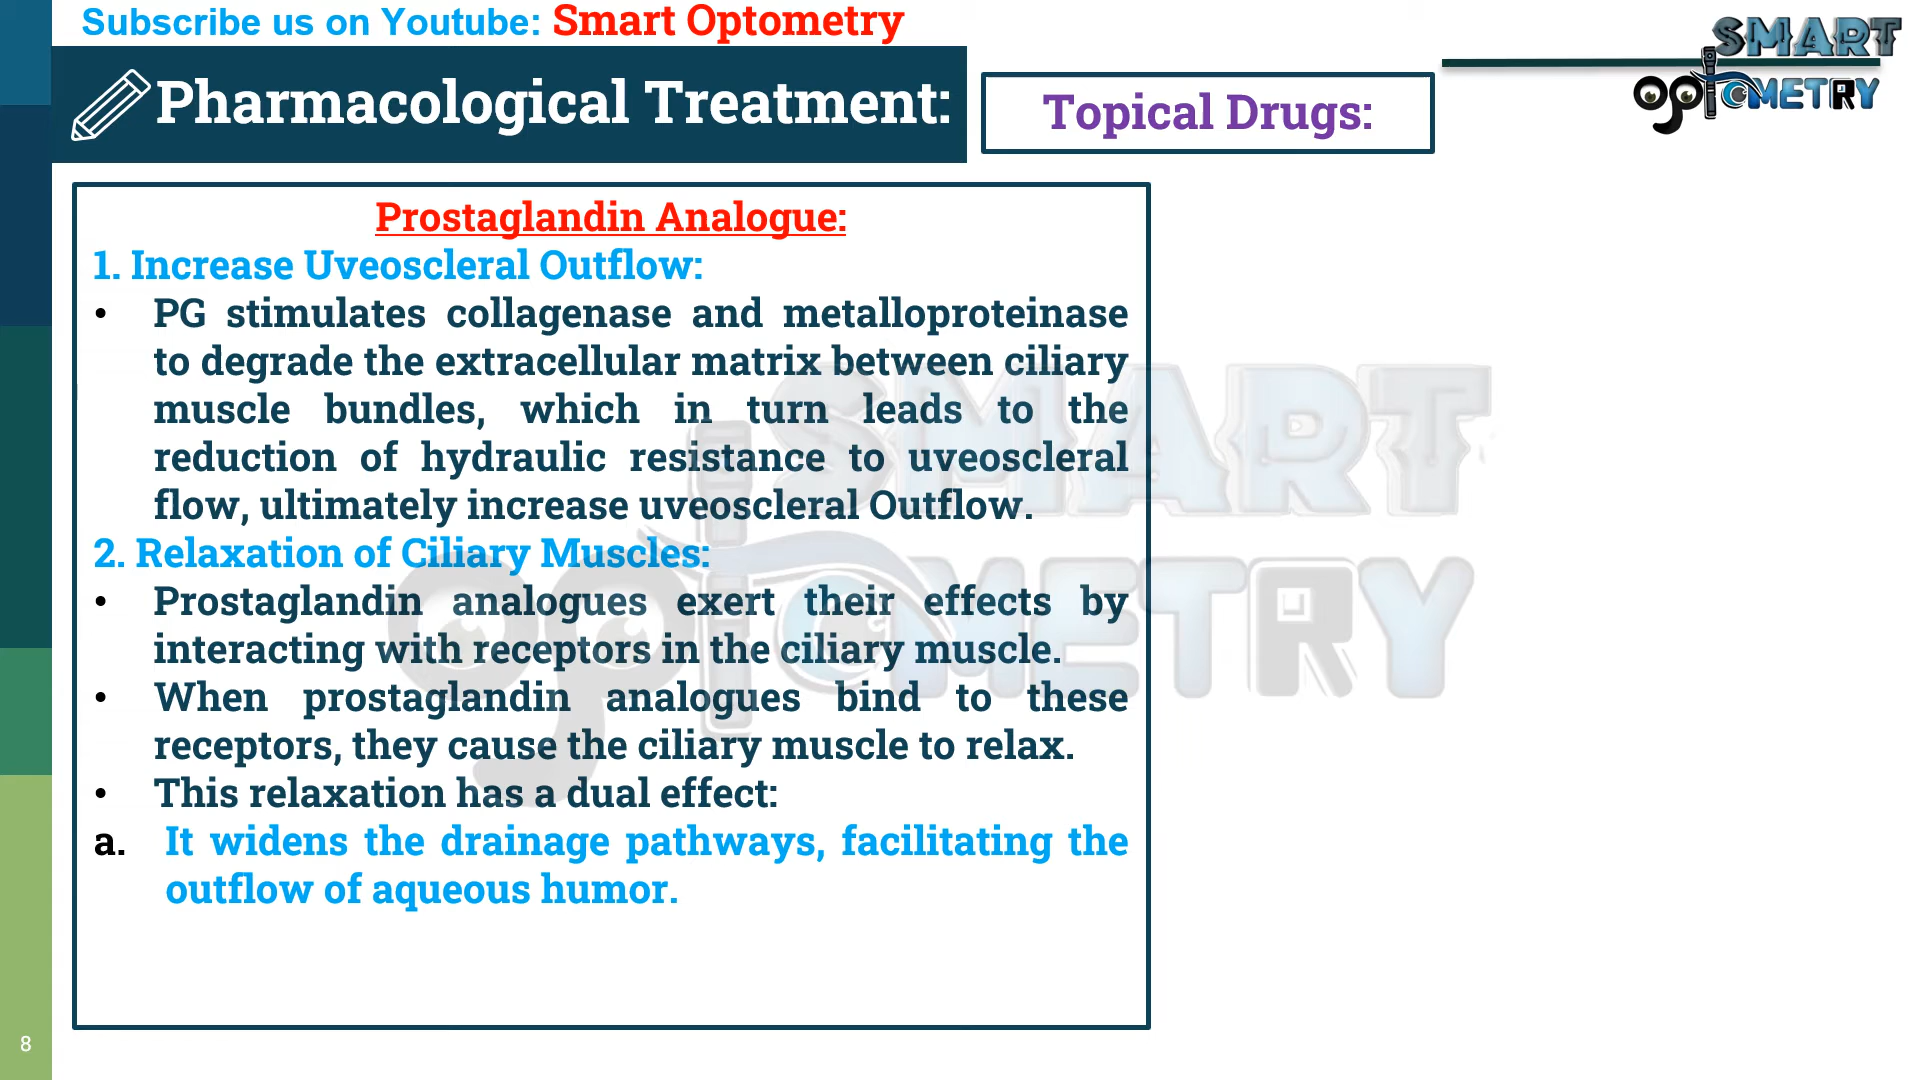 Subscribe us on Youtube: Smart Optometry
SMART
OPTOMETRY
Pharmacological Treatment:
Topical Drugs:
Prostaglandin Analogue:
1. Increase Uveoscleral Outflow:
• PG stimulates collagenase and metalloproteinase
to degrade the extracellular matrix between ciliary
muscle bundles, which in turn leads to the
reduction of hydraulic resistance to uveoscleral
flow, ultimately increase uveoscleral Outflow.
2. Relaxation of Ciliary Muscles:
• Prostaglandin analogues exert their effects by
interacting with receptors in the ciliary muscle.
• When prostaglandin analogues bind to these
receptors, they cause the ciliary muscle to relax.
• This relaxation has a dual effect:
a. It widens the drainage pathways, facilitating the
outflow of aqueous humor.
SMART
OPTOMETRY
8